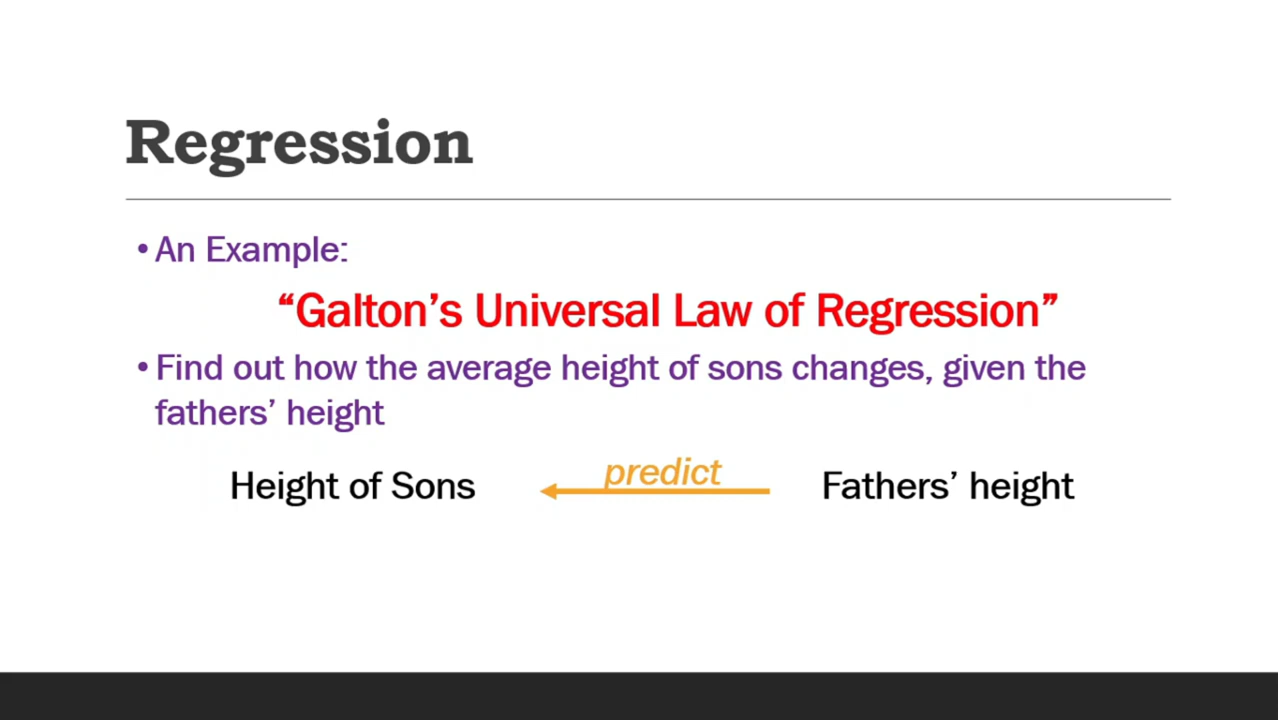 Regression
• An Example:
“Galton’s Universal Law of Regression”
• Find out how the average height of sons changes, given the
fathers’ height
Height of Sons predict Fathers’ height